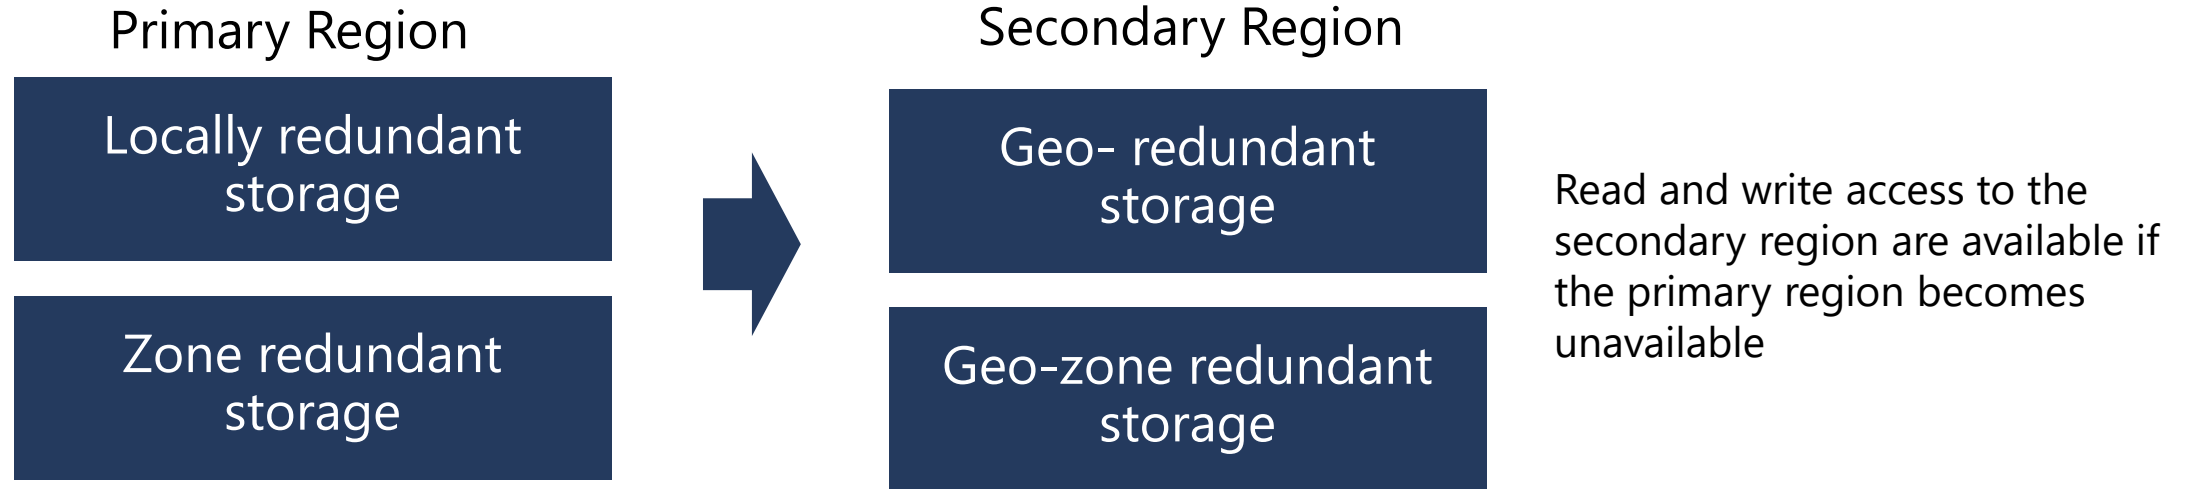 Primary Region
Locally redundant
storage
Zone redundant
storage
Secondary Region
Geo- redundant
storage
Geo-zone redundant
storage
Read and write access to the
secondary region are available if
the primary region becomes
unavailable